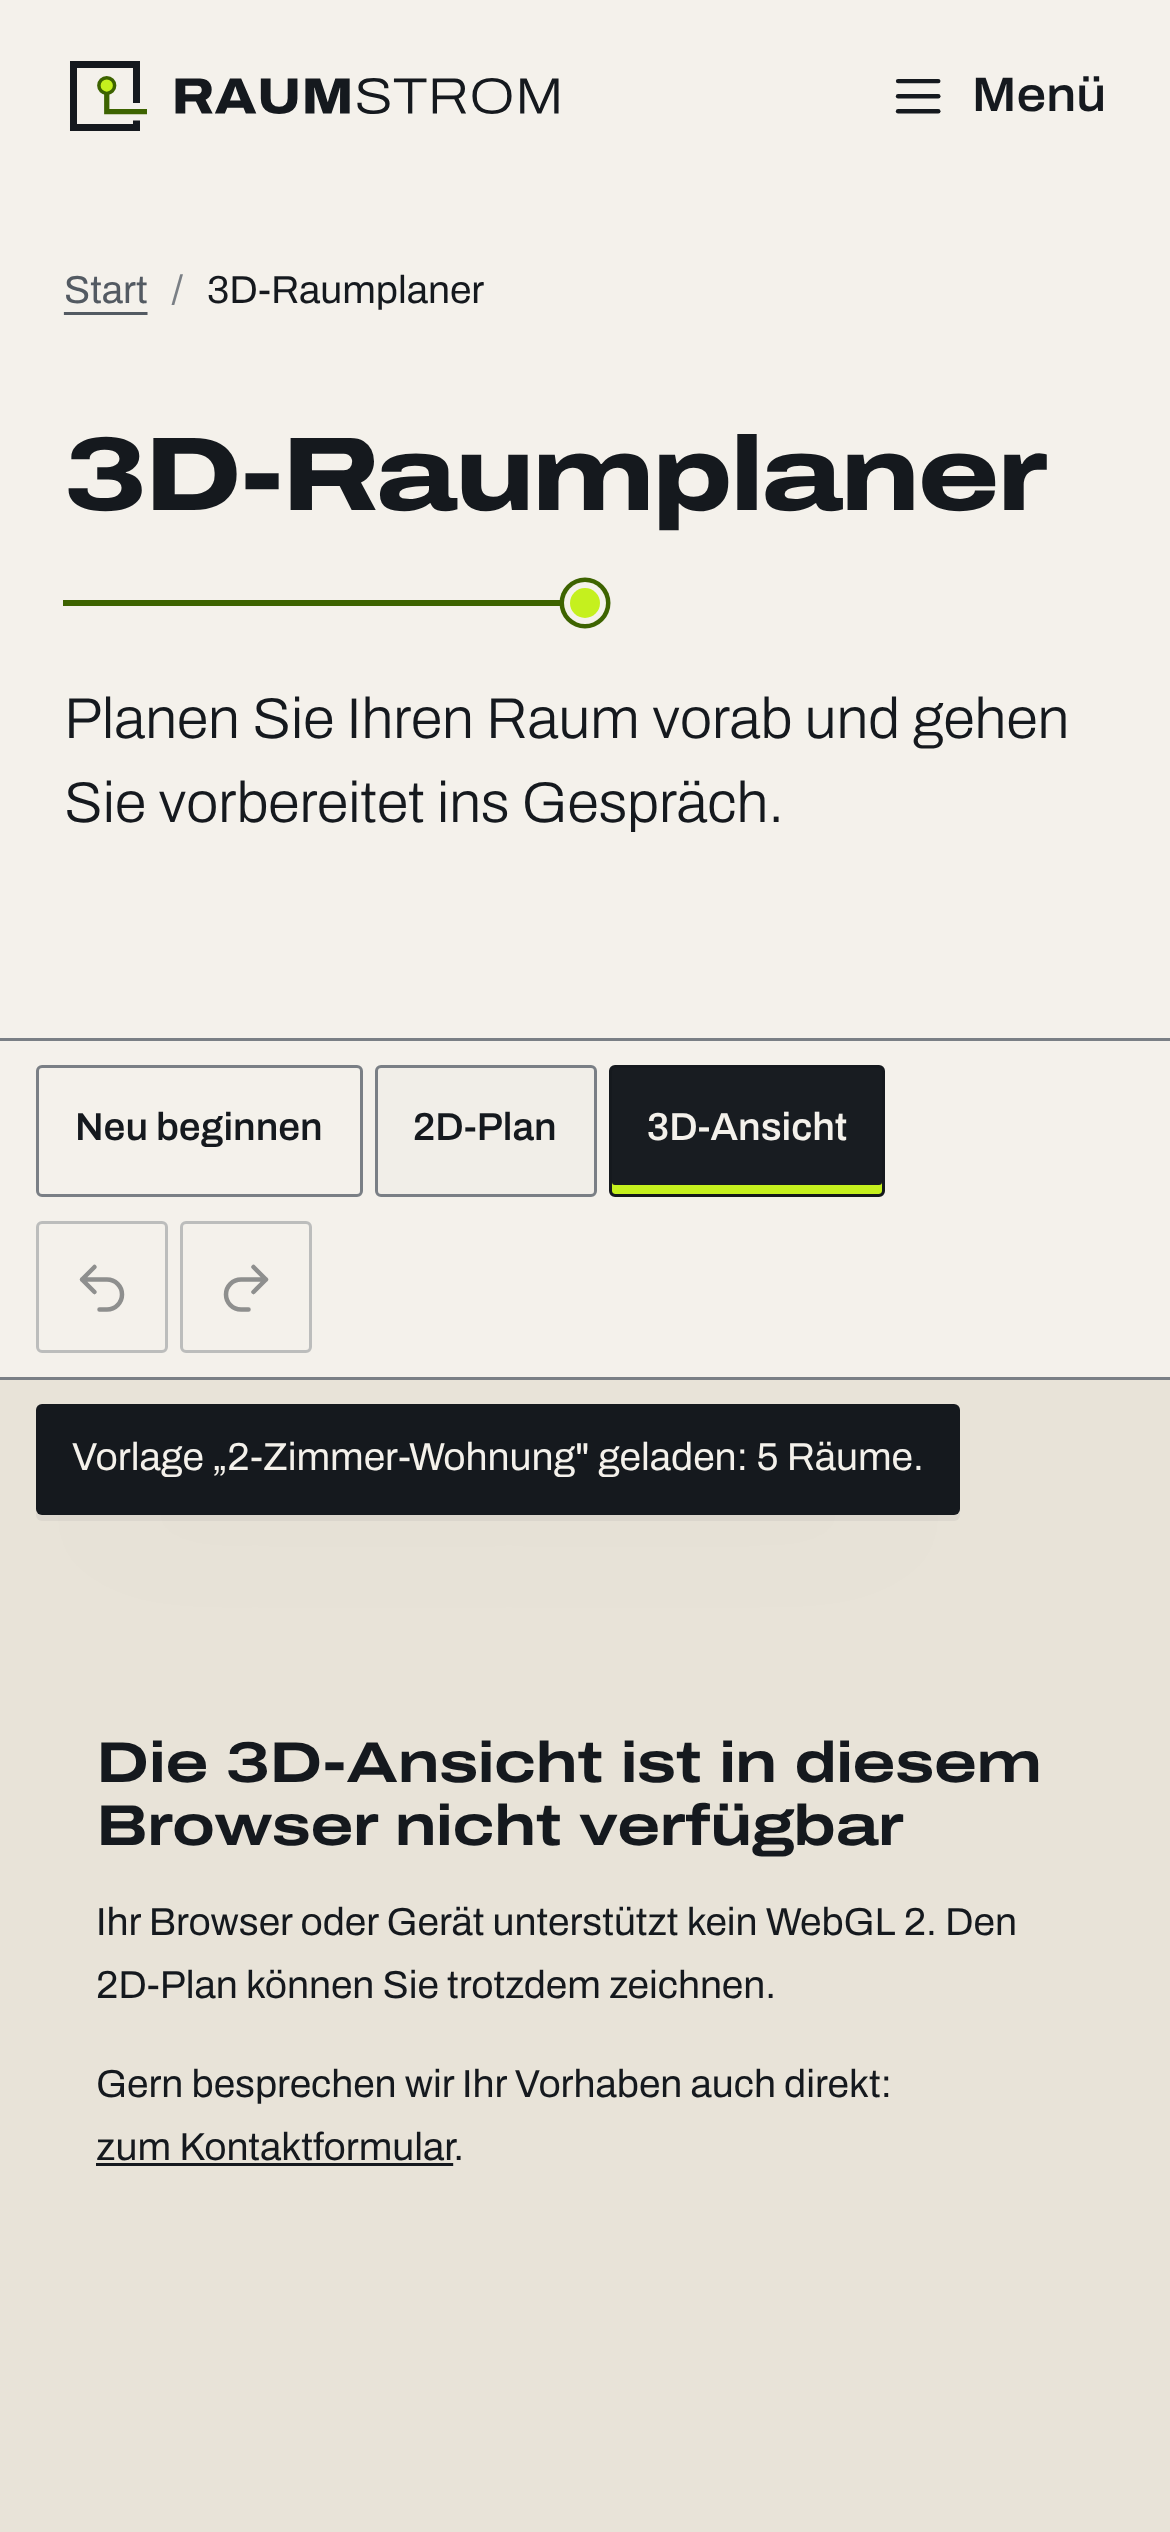 RAUMSTROM
Menü
Start / 3D-Raumplaner
3D-Raumplaner
Planen Sie Ihren Raum vorab und gehen
Sie vorbereitet ins Gespräch.
Neu beginnen
2D-Plan
3D-Ansicht
Vorlage „2-Zimmer-Wohnung" geladen: 5 Räume.
Die 3D-Ansicht ist in diesem
Browser nicht verfügbar
Ihr Browser oder Gerät unterstützt kein WebGL 2. Den
2D-Plan können Sie trotzdem zeichnen.
Gern besprechen wir Ihr Vorhaben auch direkt:
zum Kontaktformular.